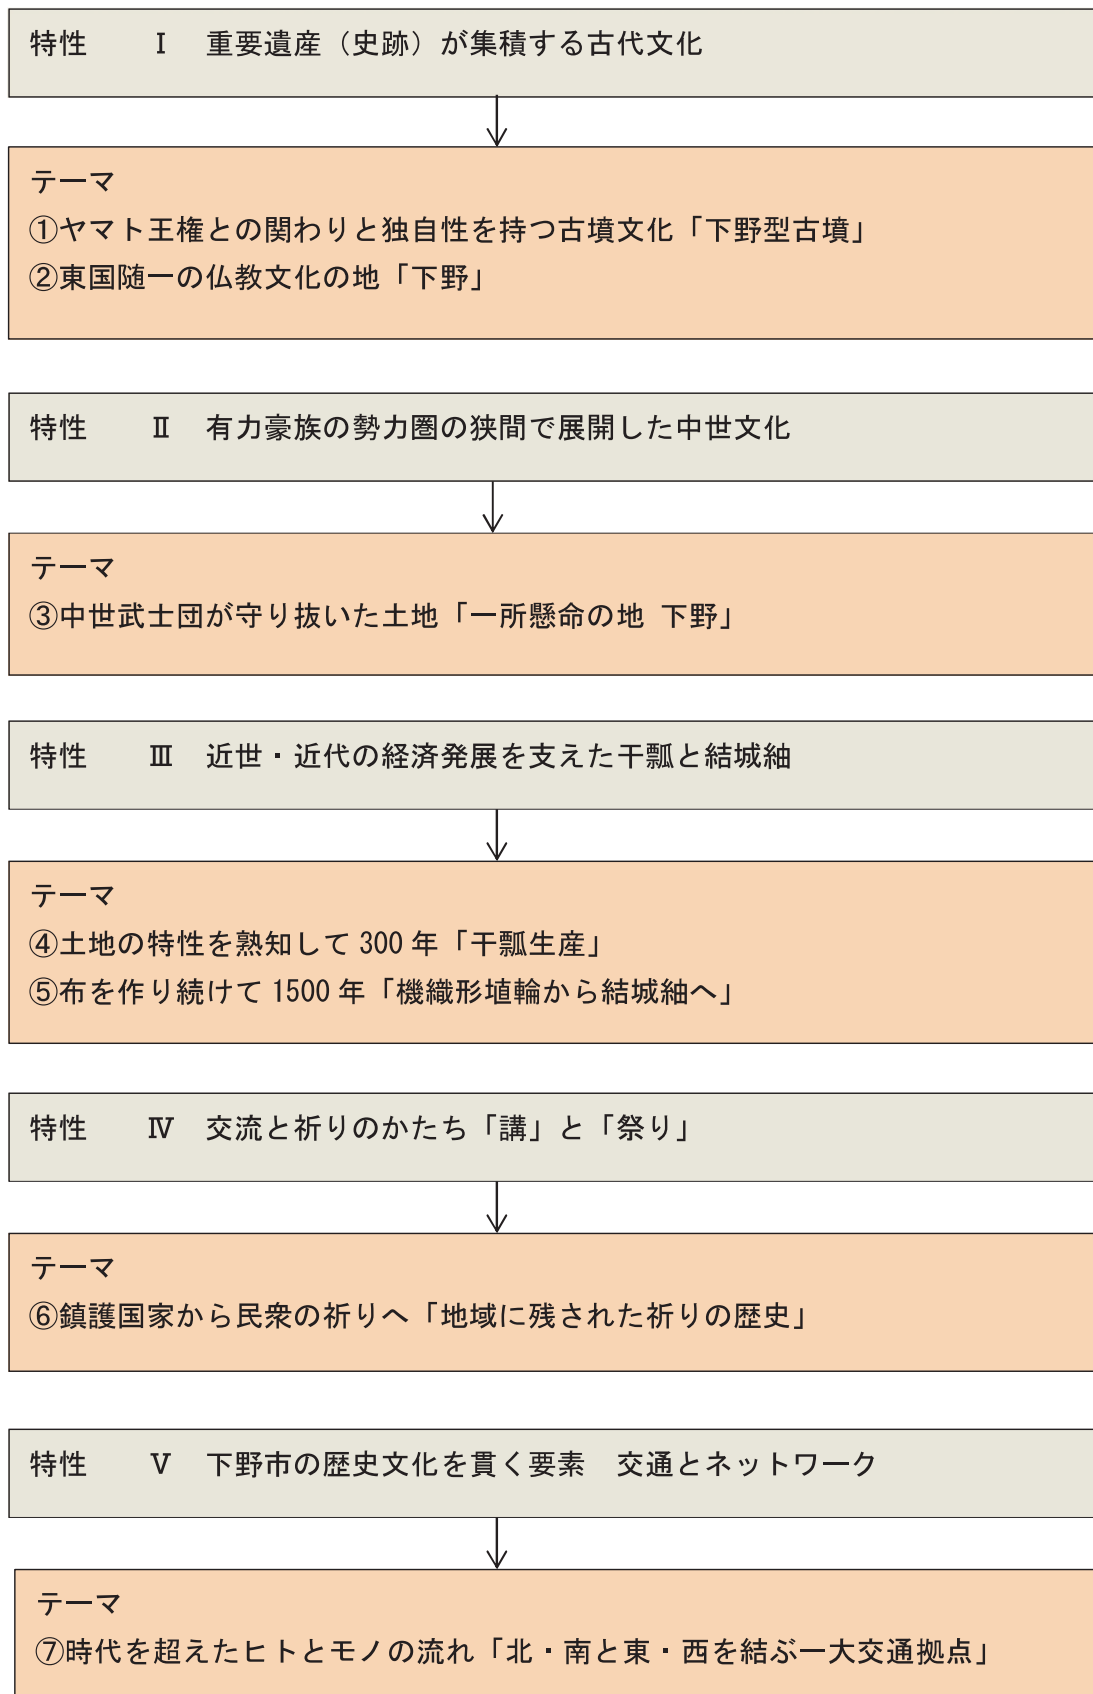 特性　　Ⅰ　重要遺産（史跡）が集積する古代文化
テーマ
①ヤマト王権との関わりと独自性を持つ古墳文化「下野型古墳」
②東国随一の仏教文化の地「下野」
特性　　Ⅱ　有力豪族の勢力圏の狭間で展開した中世文化
テーマ
③中世武士団が守り抜いた土地「一所懸命の地 下野」
特性　　Ⅲ　近世・近代の経済発展を支えた干瓢と結城紬
テーマ
④土地の特性を熟知して 300 年「干瓢生産」
⑤布を作り続けて 1500 年「機織形埴輪から結城紬へ」
特性　　Ⅳ　交流と祈りのかたち「講」と「祭り」
テーマ
⑥鎮護国家から民衆の祈りへ「地域に残された祈りの歴史」
特性　　Ⅴ　下野市の歴史文化を貫く要素　交通とネットワーク
テーマ
⑦時代を超えたヒトとモノの流れ「北・南と東・西を結ぶ一大交通拠点」